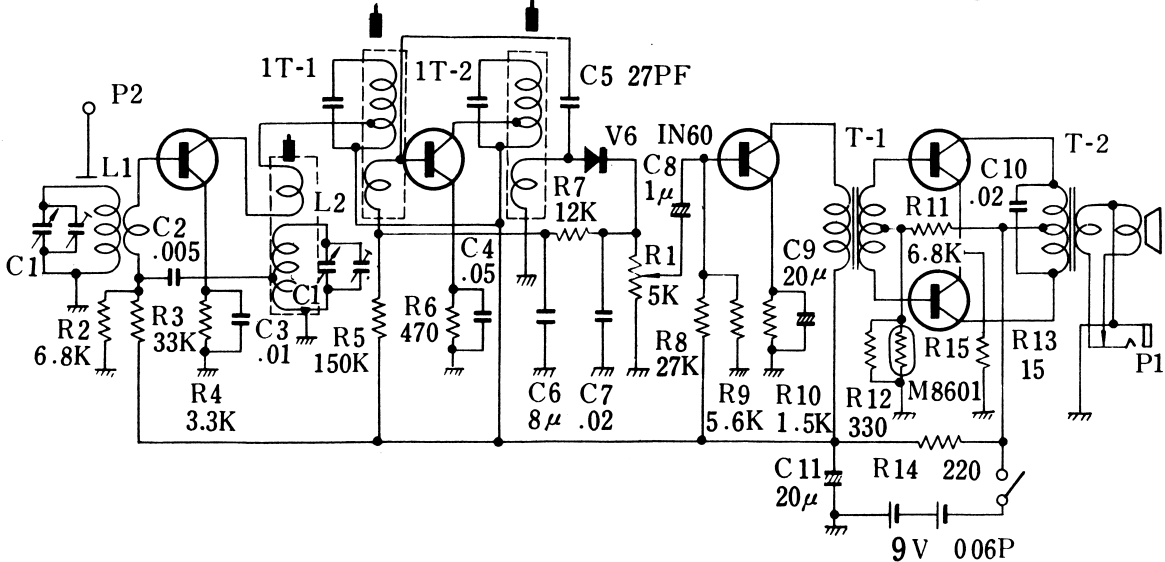 P2
L1
C1
C2
.005
R2
6.8K
R3
33K
R4
3.3K
C3
.01
L2
C1
1T-1
1T-2
R5
150K
R6
470
C4
.05
C5 27PF
V6 IN60
R7
12K
C6
8μ
C7
.02
C8
1μ
R1
5K
R8
27K
R9
5.6K
C9
20μ
R10
1.5K
T-1
R11
6.8K
R12
330
M8601
R15
C10
.02
T-2
R13
15
P1
C11
20μ
R14 220
9V 006P